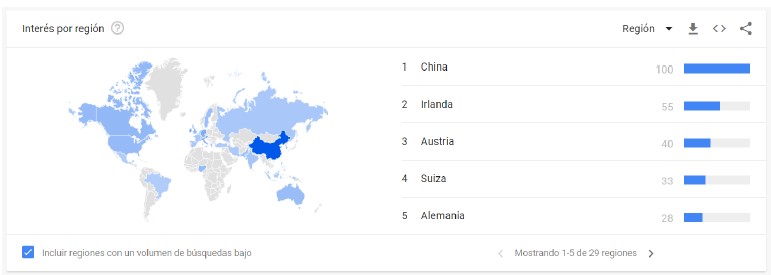 Interés por región
Región
1 China 100
2 Irlanda 55
3 Austria 40
4 Suiza 33
5 Alemania 28
Incluir regiones con un volumen de búsquedas bajo
Mostrando 1-5 de 29 regiones